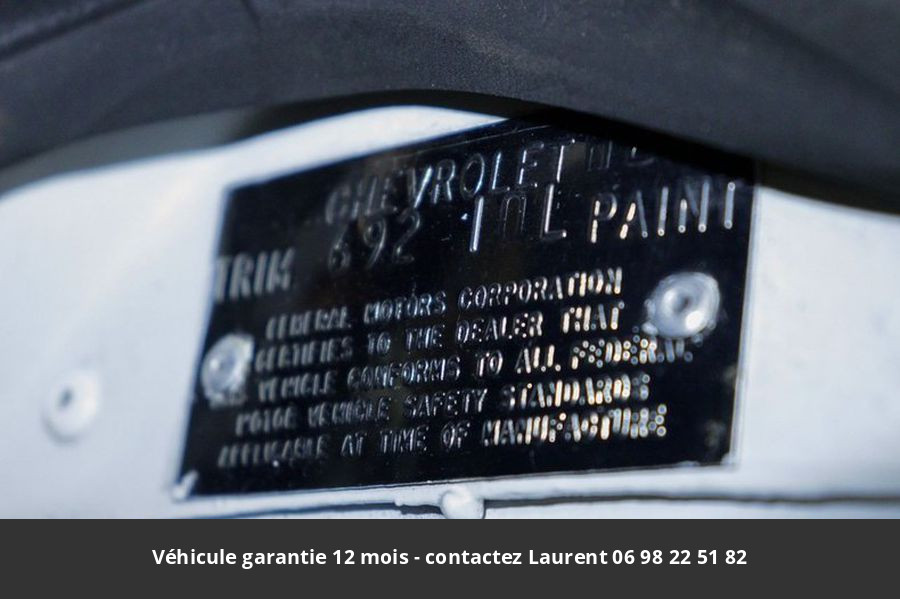 CHEVROLET
TRIM 692 PAINT
GENERAL MOTORS CORPORATION
CERTIFIES TO THE DEALER THAT
VEHICLE CONFORMS TO ALL FEDERAL
MOTOR VEHICLE SAFETY STANDARDS
APPLICABLE AT TIME OF MANUFACTURE
Véhicule garantie 12 mois - contactez Laurent 06 98 22 51 82